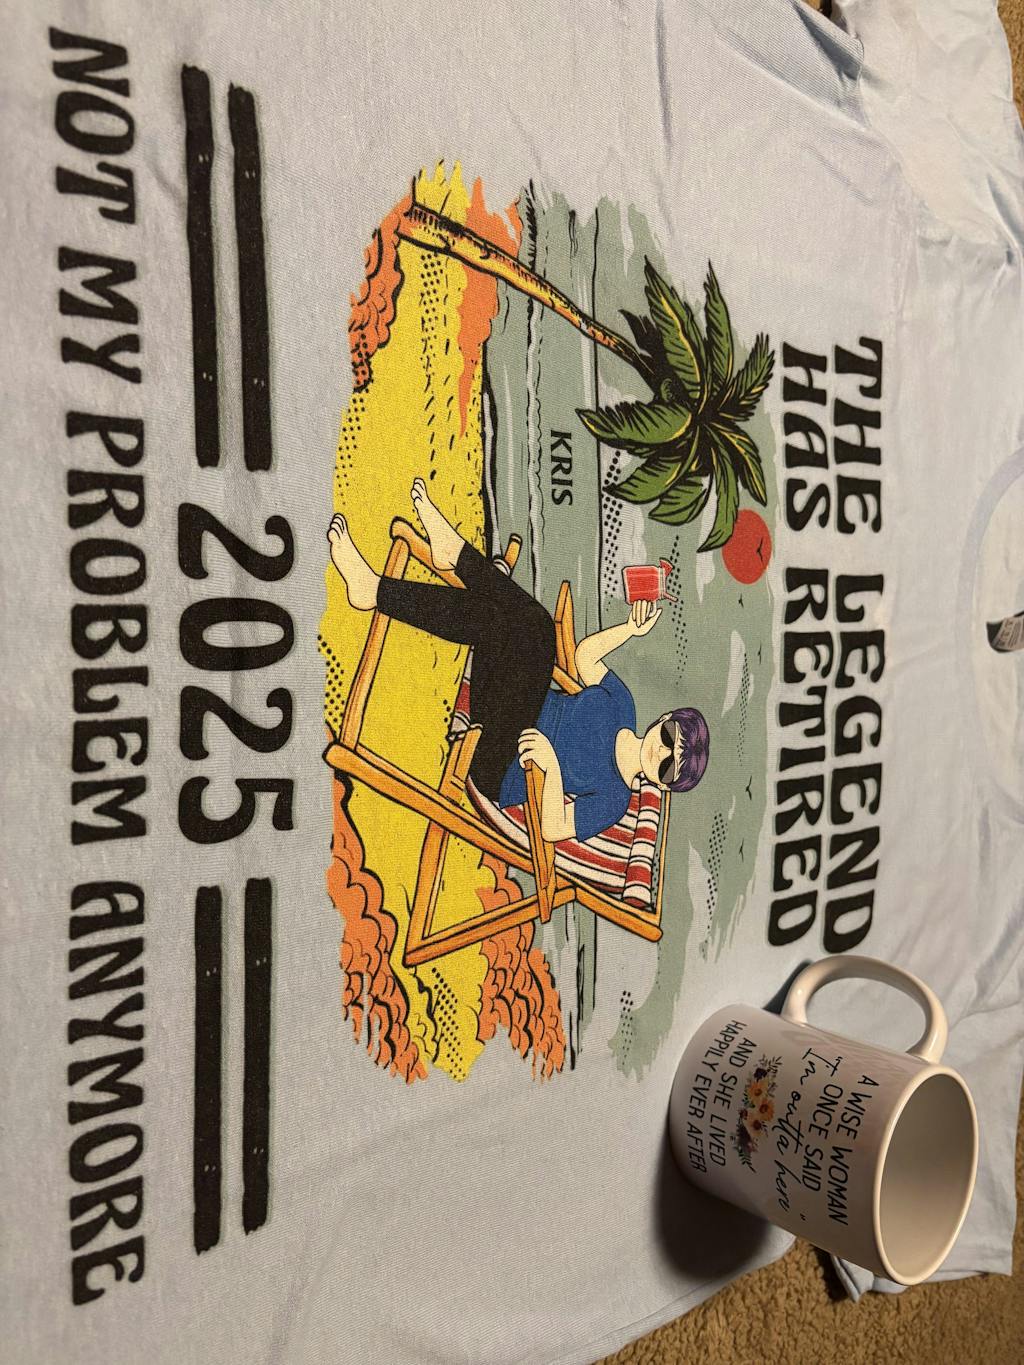 THE LEGEND
HAS RETIRED
KRIS
2025
NOT MY PROBLEM ANYMORE
A WISE WOMAN
ONCE SAID
"I'm outta here"
AND SHE LIVED
HAPPILY EVER AFTER